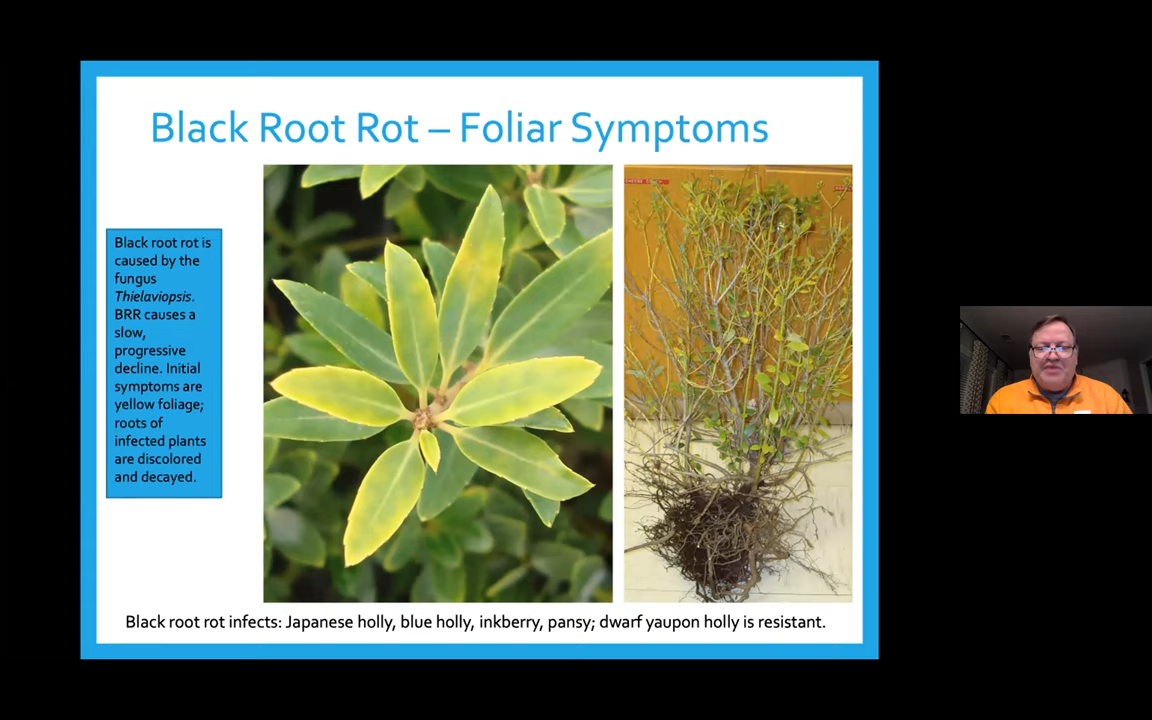 Black Root Rot – Foliar Symptoms
Black root rot is
caused by the
fungus
Thielaviopsis.
BRR causes a
slow,
progressive
decline. Initial
symptoms are
yellow foliage;
roots of
infected plants
are discolored
and decayed.
Black root rot infects: Japanese holly, blue holly, inkberry, pansy; dwarf yaupon holly is resistant.